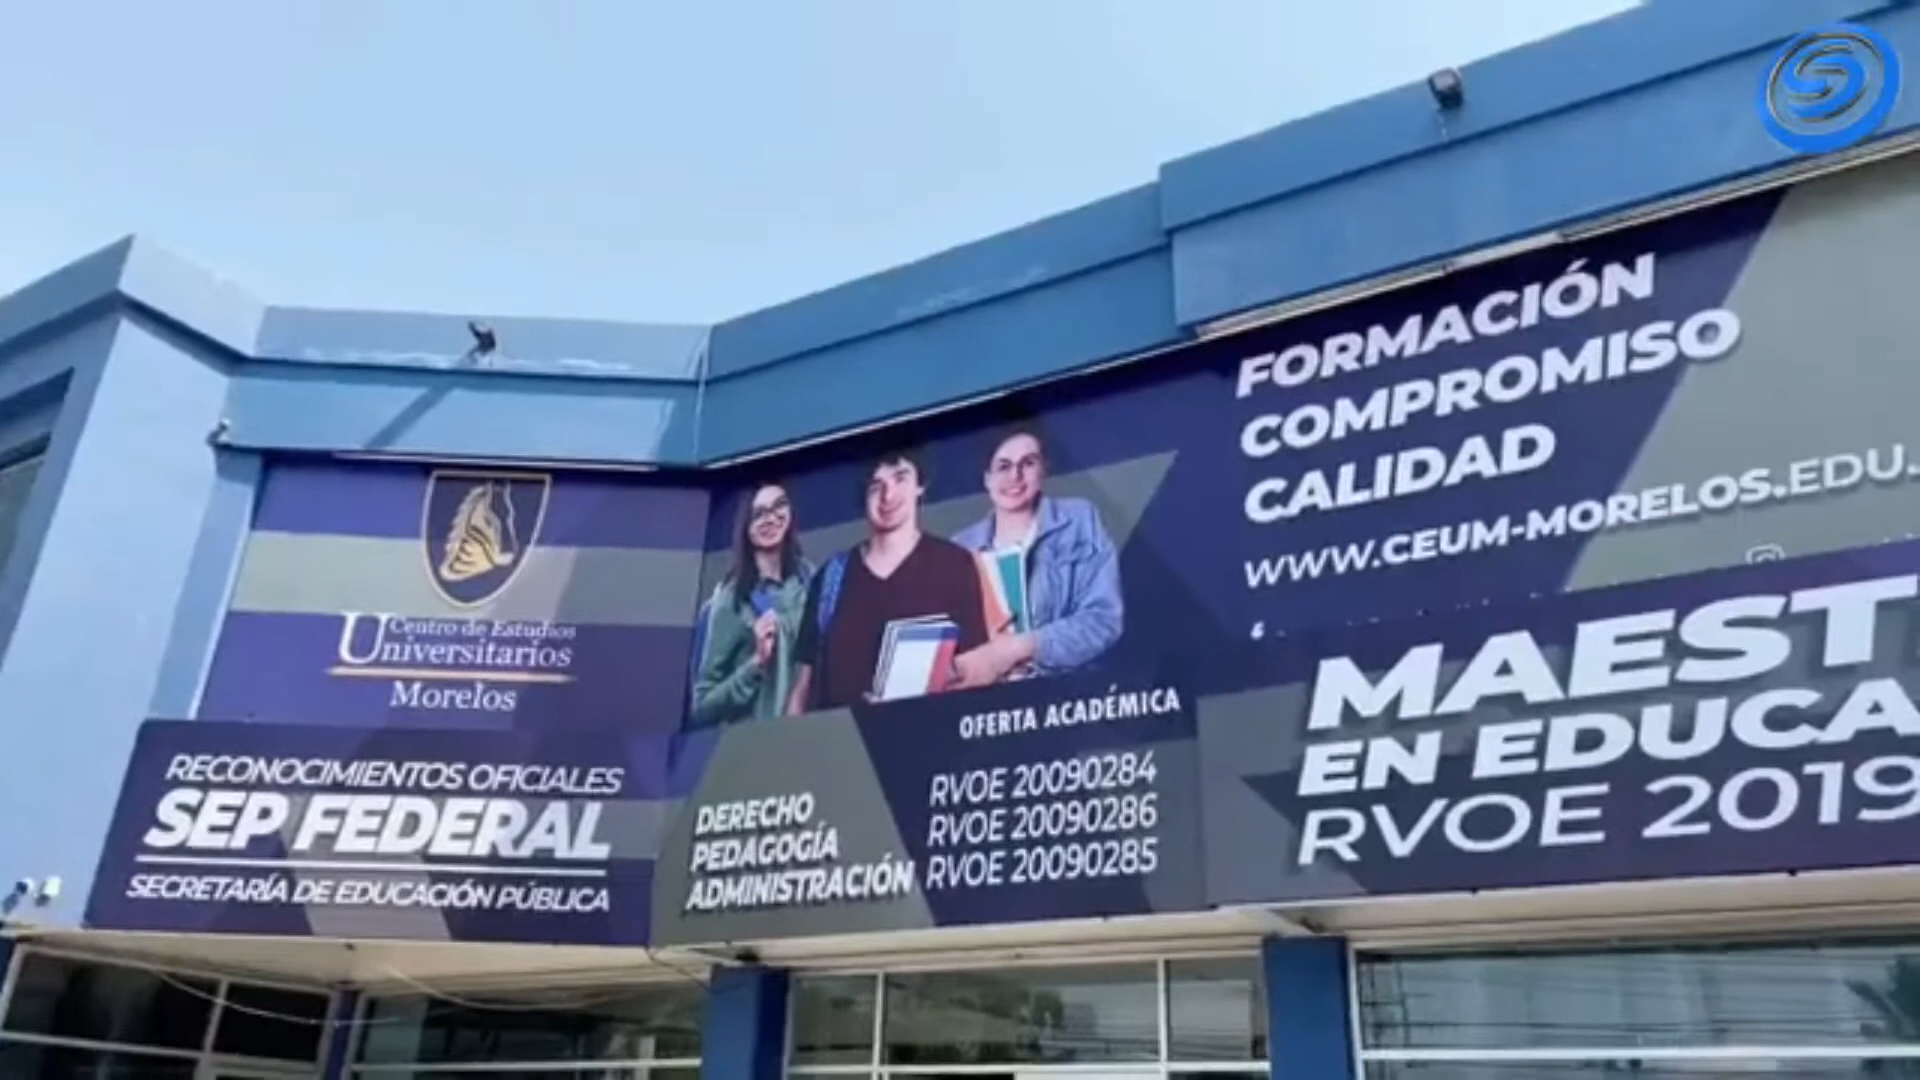 Centro de Estudios
Universitarios
Morelos
RECONOCIMIENTOS OFICIALES
SEP FEDERAL
SECRETARÍA DE EDUCACIÓN PÚBLICA
OFERTA ACADÉMICA
DERECHO RVOE 20090284
PEDAGOGÍA RVOE 20090286
ADMINISTRACIÓN RVOE 20090285
FORMACIÓN
COMPROMISO
CALIDAD
WWW.CEUM-MORELOS.EDU.
MAEST
EN EDUCA
RVOE 2019